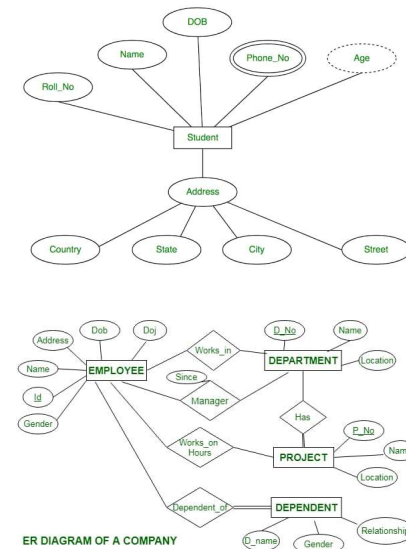 DOB
Name
Phone_No
Age
Roll_No
Student
Address
Country
State
City
Street
Dob
Doj
Address
Name
EMPLOYEE
Id
Gender
Works_in
Since
Manager
Works_on
Hours
Dependent_of
D_No
Name
DEPARTMENT
Location
Has
P_No
Nam
PROJECT
Location
DEPENDENT
D_name
Gender
Relationship
ER DIAGRAM OF A COMPANY